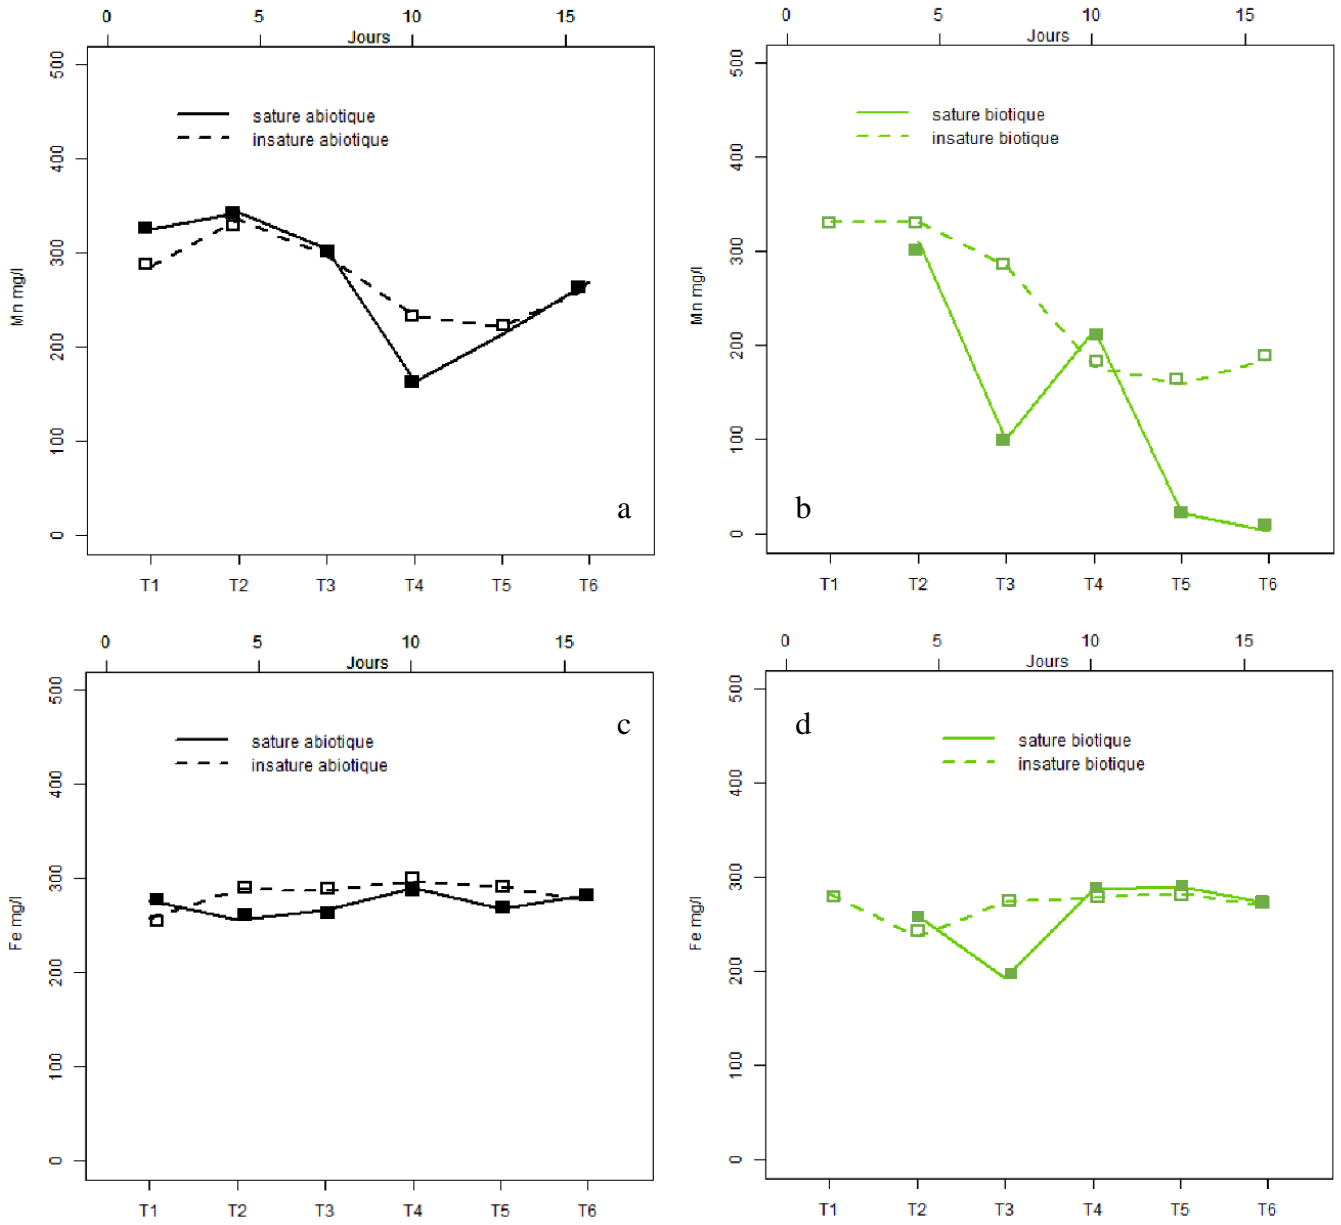 0 5 10 15
Jours
500
400
300
200
100
0
Mn mg/l
sature abiotique
insature abiotique
a
T1 T2 T3 T4 T5 T6
0 5 10 15
Jours
500
400
300
200
100
0
Mn mg/l
sature biotique
insature biotique
b
T1 T2 T3 T4 T5 T6
0 5 10 15
Jours
500
400
300
200
100
0
Fe mg/l
sature abiotique
insature abiotique
c
T1 T2 T3 T4 T5 T6
0 5 10 15
Jours
500
400
300
200
100
0
Fe mg/l
sature biotique
insature biotique
d
T1 T2 T3 T4 T5 T6